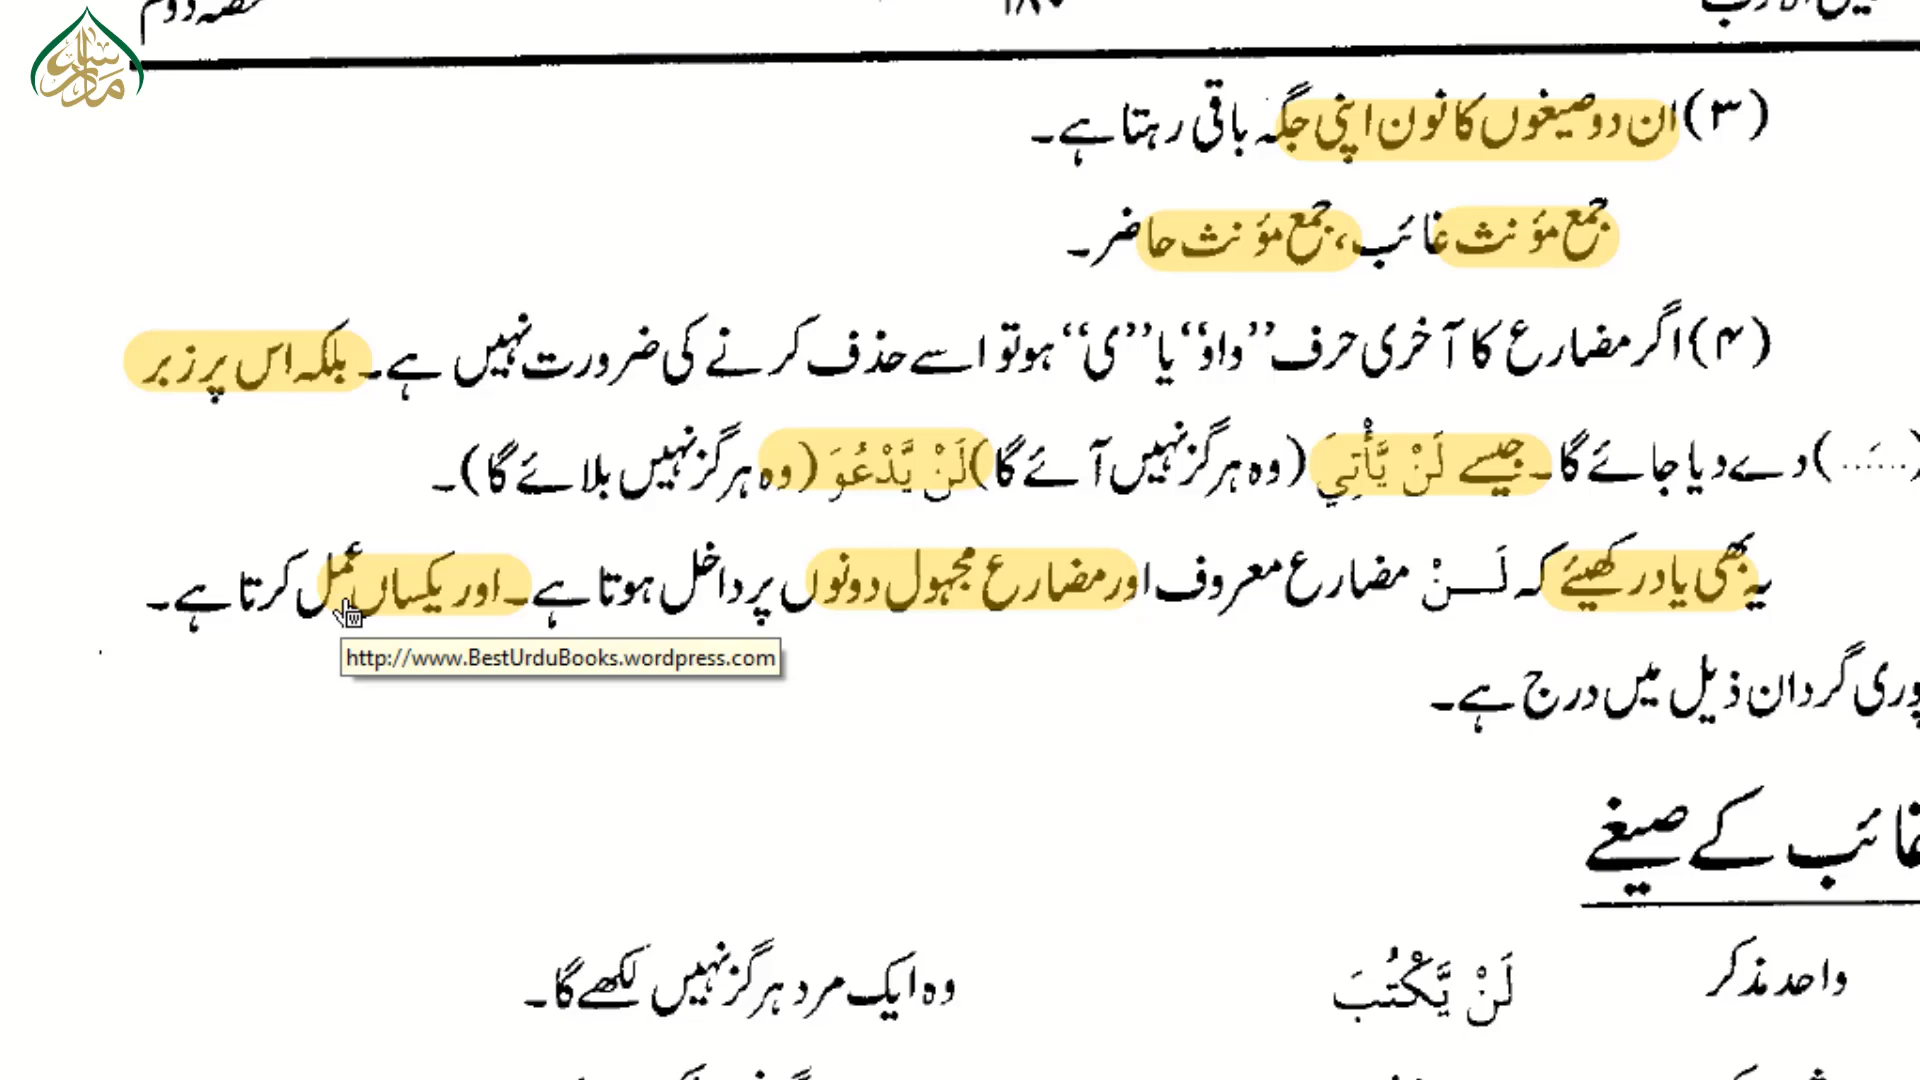 حصہ دوم
۱۸۰
(۳) ان دو صیغوں کا نون اپنی جگہ باقی رہتا ہے۔
جمع مؤنث غائب، جمع مؤنث حاضر۔
(۴) اگر مضارع کا آخری حرف ”واؤ“ یا ”ی“ ہو تو اسے حذف کرنے کی ضرورت نہیں ہے۔ بلکہ اس پر زبر
(..َ..) دے دیا جائے گا۔ جیسے لَنْ يَّأْتِيَ (وہ ہرگز نہیں آئے گا) لَنْ يَّدْعُوَ (وہ ہرگز نہیں بلائے گا)۔
یہ بھی یاد رکھیئے کہ لَنْ مضارع معروف اور مضارع مجہول دونوں پر داخل ہوتا ہے۔ اور یکساں عمل کرتا ہے۔
http://www.BestUrduBooks.wordpress.com
پوری گردان ذیل میں درج ہے۔
غائب کے صیغے
واحد مذکر لَنْ يَّكْتُبَ وہ ایک مرد ہرگز نہیں لکھے گا۔